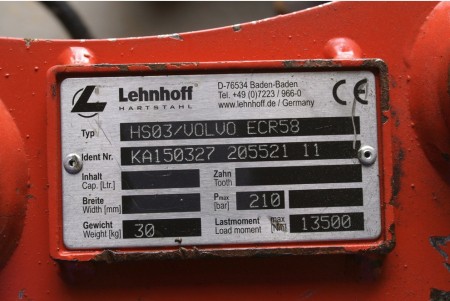 Lehnhoff
HARTSTAHL
D-76534 Baden-Baden
Tel. +49 (0)7223 / 966-0
www.lehnhoff.de / Germany
CE
Typ HS03/VOLVO ECR58
Ident Nr. KA150327 205521 11
Inhalt
Cap. [Ltr.]
Zahn
Tooth
Breite
Width [mm]
Pmax
[bar] 210
Gewicht
Weight [kg] 30
Lastmoment
Load moment max
[Nm] 13500